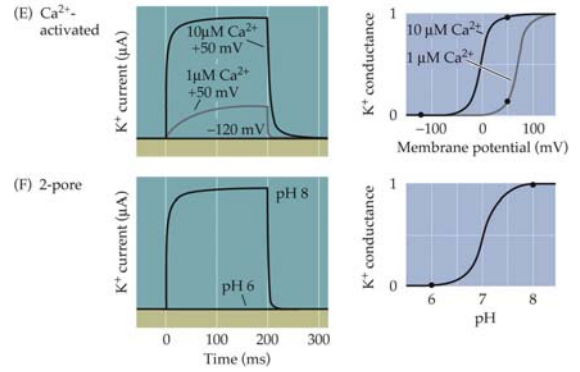 (E) Ca²⁺-
activated
K⁺ current (µA)
10µM Ca²⁺
+50 mV
1µM Ca²⁺
+50 mV
−120 mV
K⁺ conductance
1
0
10 µM Ca²⁺
1 µM Ca²⁺
−100 0 100
Membrane potential (mV)
(F) 2-pore
K⁺ current (µA)
pH 8
pH 6
0 100 200 300
Time (ms)
K⁺ conductance
1
0
6 7 8
pH